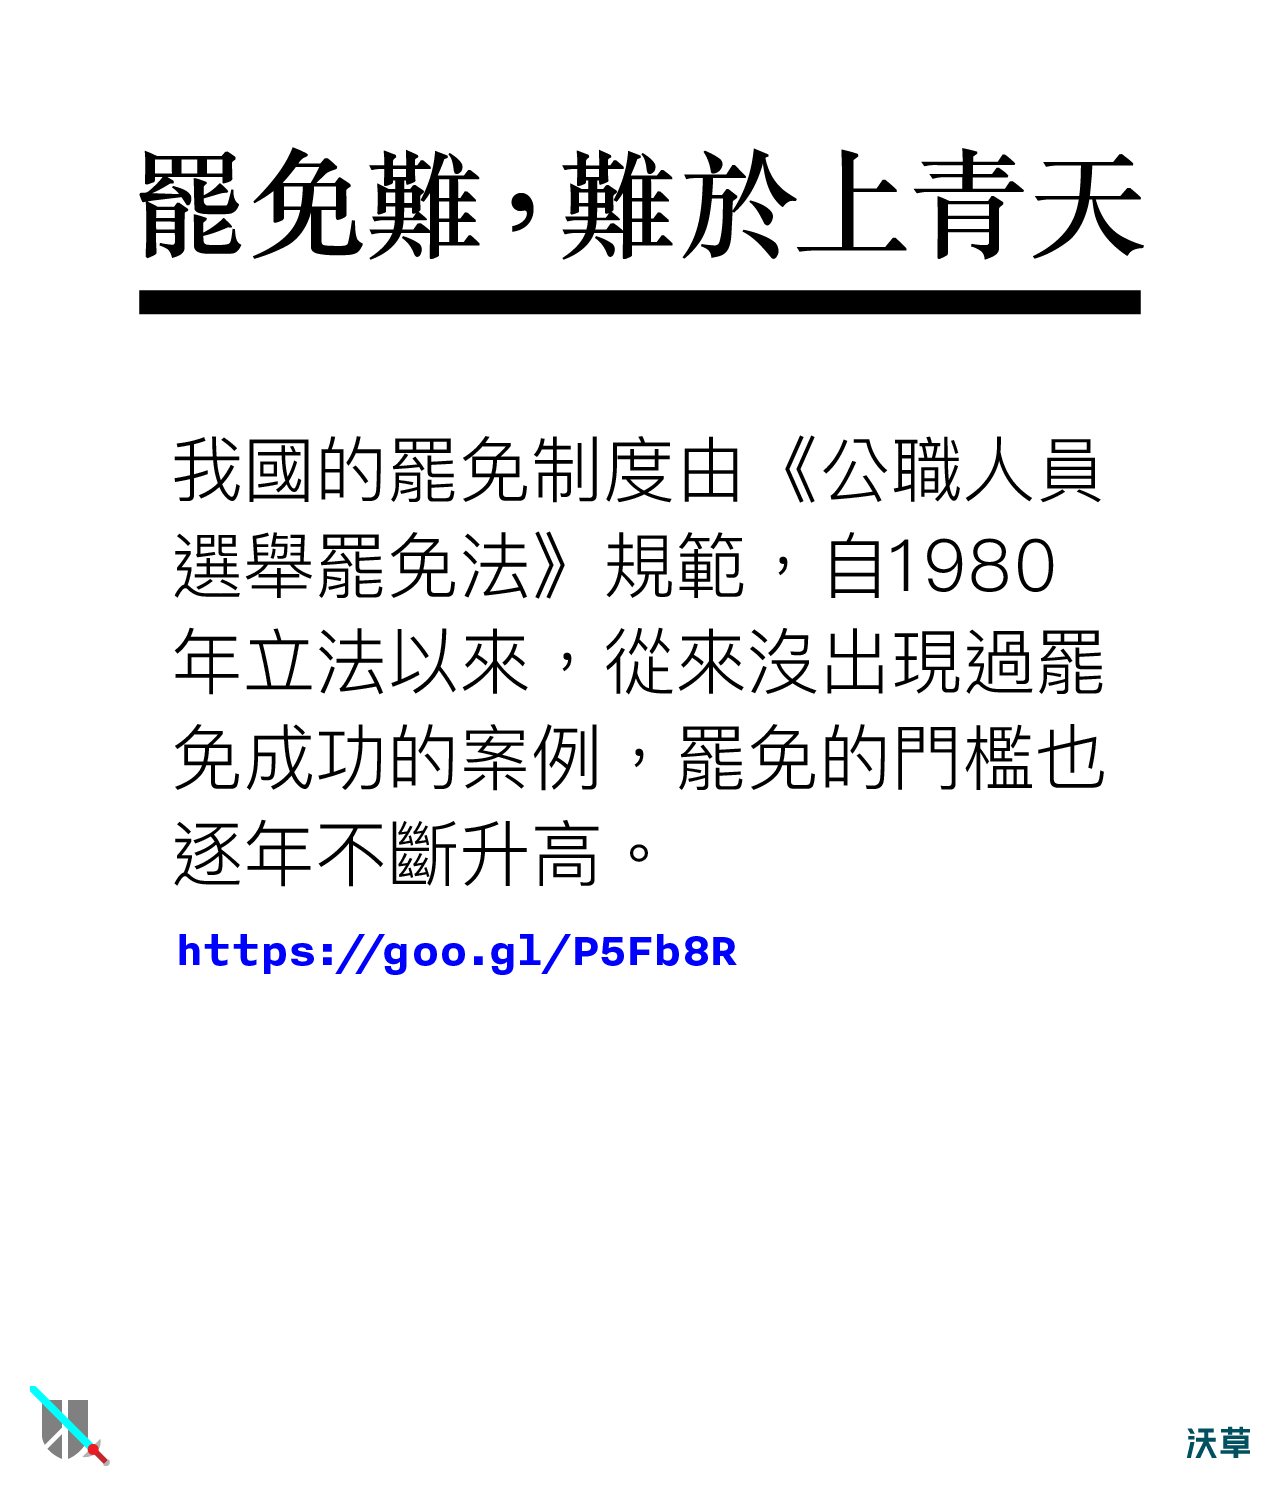 罷免難，難於上青天
我國的罷免制度由《公職人員
選舉罷免法》規範，自1980
年立法以來，從來沒出現過罷
免成功的案例，罷免的門檻也
逐年不斷升高。
https://goo.gl/P5Fb8R
沃草